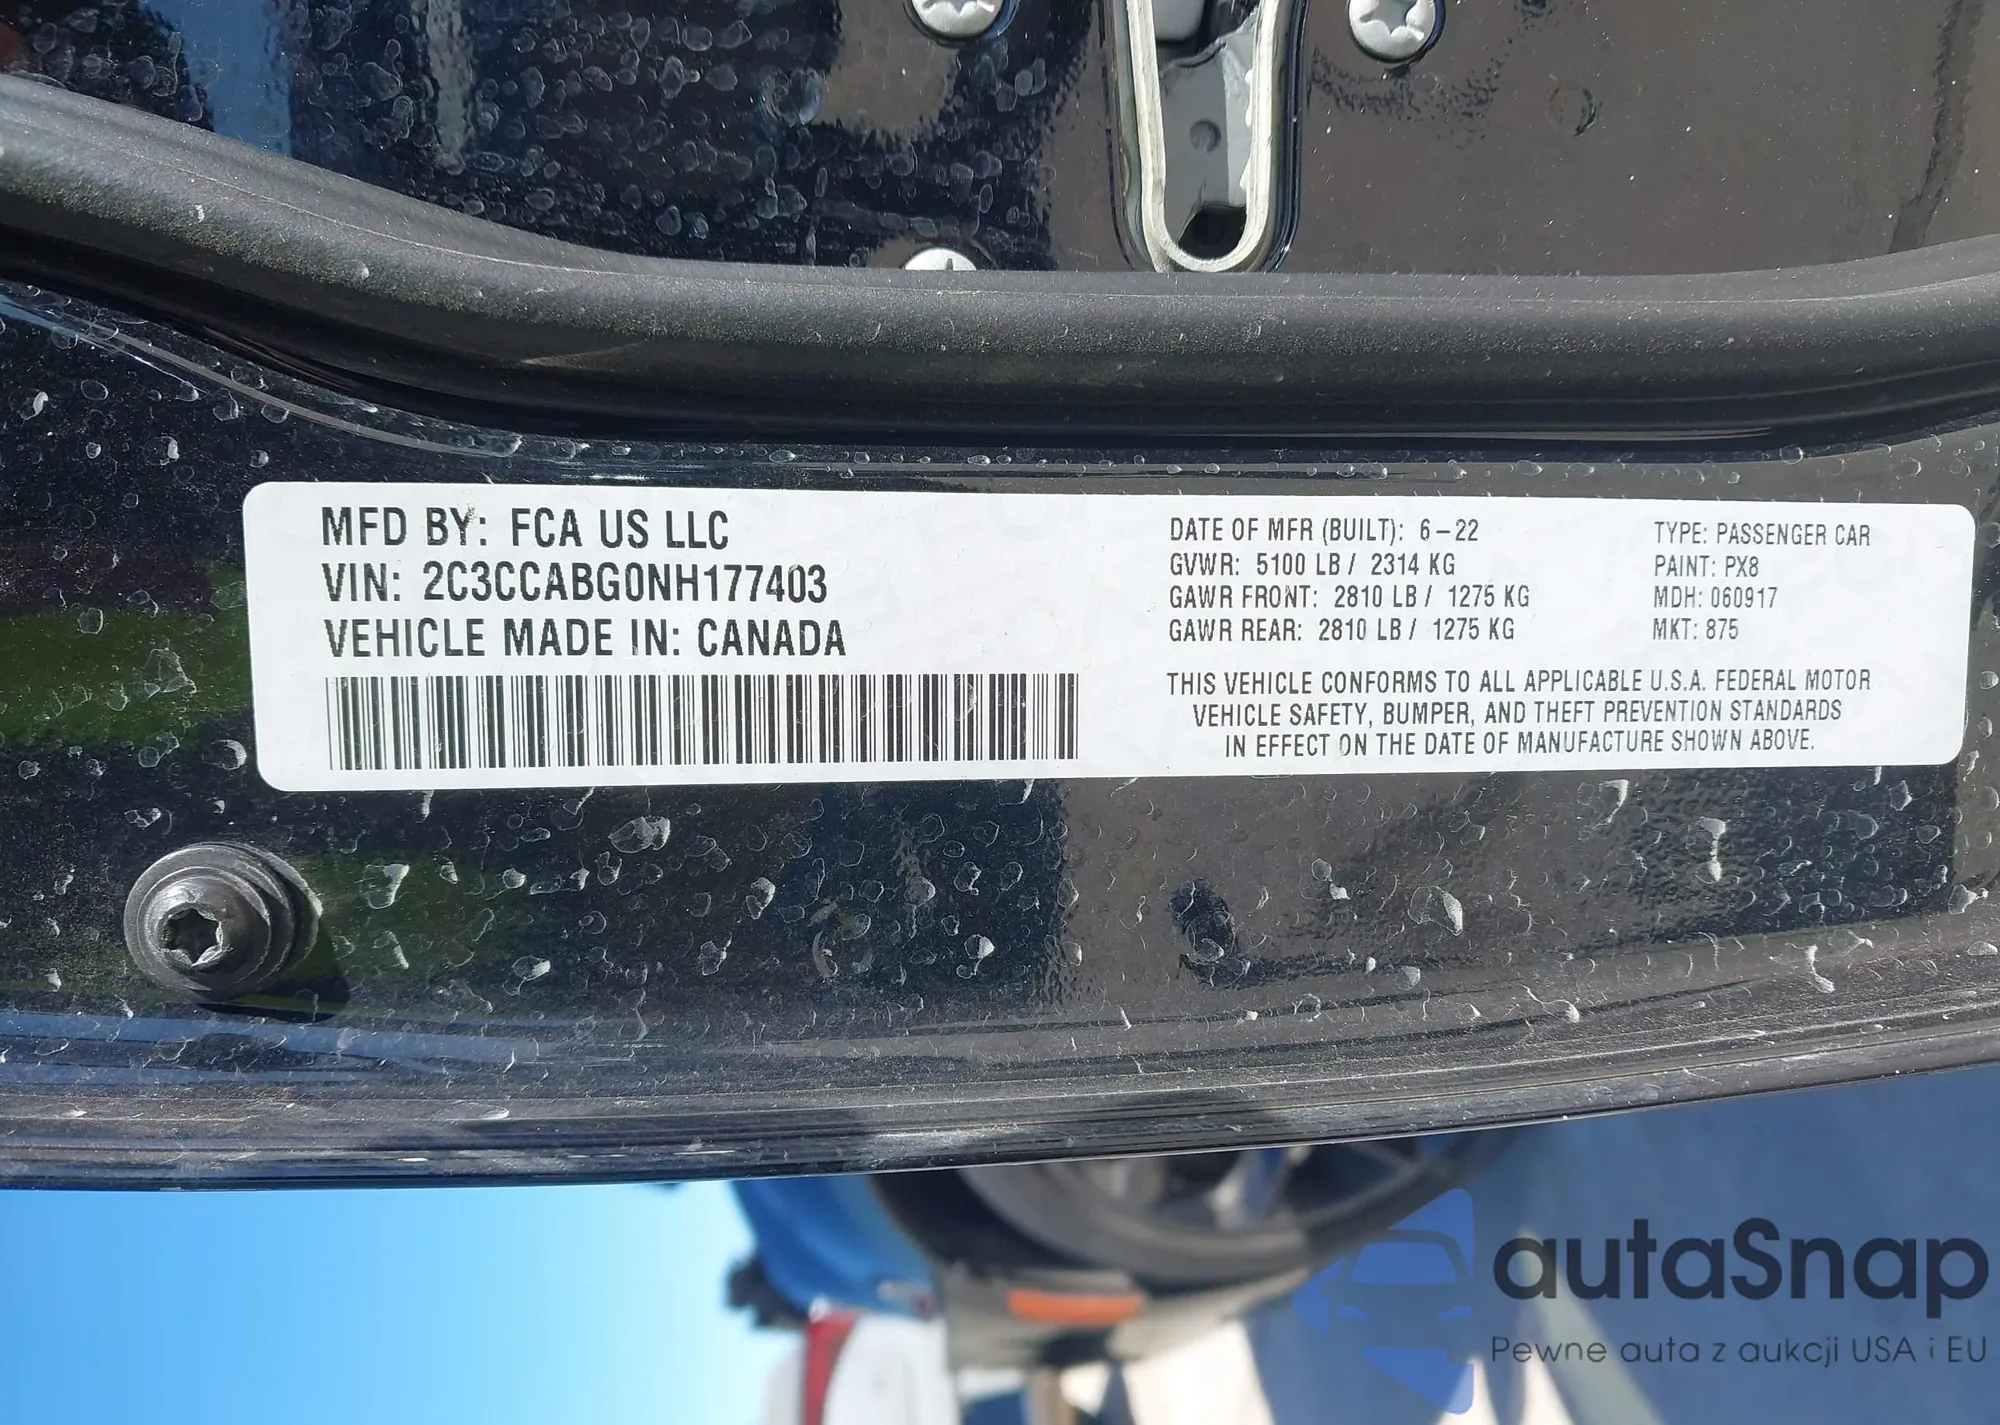 MFD BY: FCA US LLC
VIN: 2C3CCABG0NH177403
VEHICLE MADE IN: CANADA
DATE OF MFR (BUILT): 6-22
GVWR: 5100 LB / 2314 KG
GAWR FRONT: 2810 LB / 1275 KG
GAWR REAR: 2810 LB / 1275 KG
TYPE: PASSENGER CAR
PAINT: PX8
MDH: 060917
MKT: 875
THIS VEHICLE CONFORMS TO ALL APPLICABLE U.S.A. FEDERAL MOTOR
VEHICLE SAFETY, BUMPER, AND THEFT PREVENTION STANDARDS
IN EFFECT ON THE DATE OF MANUFACTURE SHOWN ABOVE.
autaSnap
Pewne auta z aukcji USA i EU